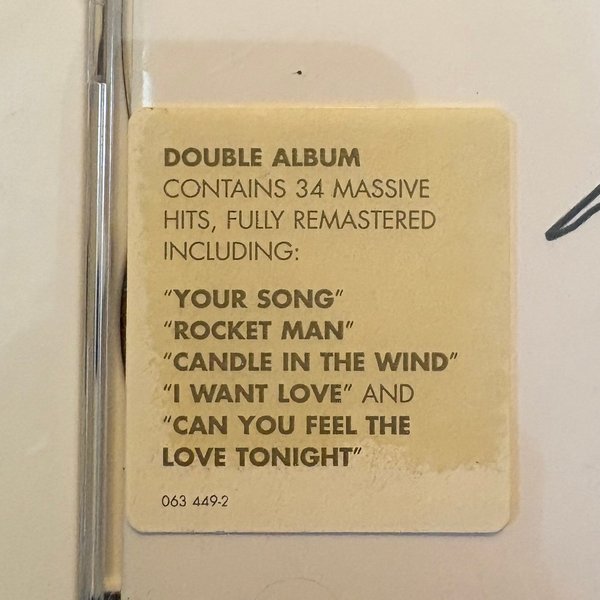 DOUBLE ALBUM
CONTAINS 34 MASSIVE
HITS, FULLY REMASTERED
INCLUDING:
"YOUR SONG"
"ROCKET MAN"
"CANDLE IN THE WIND"
"I WANT LOVE" AND
"CAN YOU FEEL THE
LOVE TONIGHT"
063 449-2